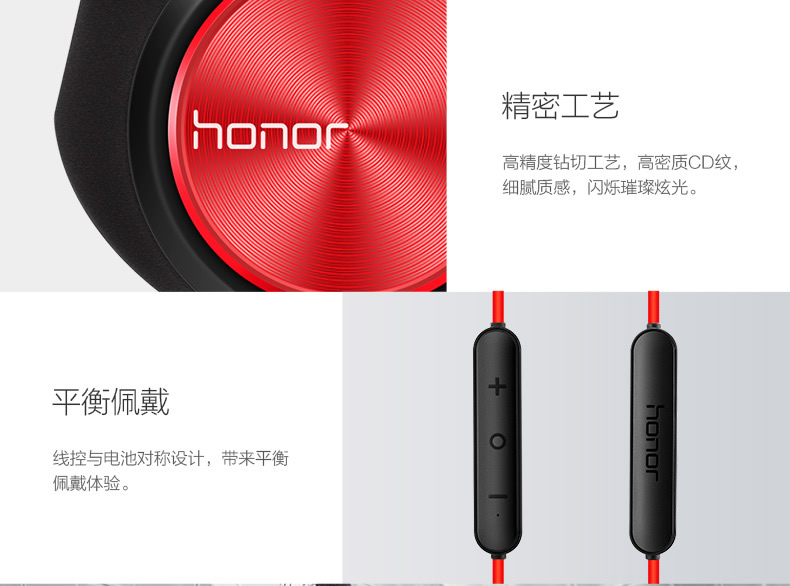 honor
精密工艺
高精度钻切工艺，高密质CD纹，
细腻质感，闪烁璀璨炫光。
平衡佩戴
线控与电池对称设计，带来平衡
佩戴体验。
honor